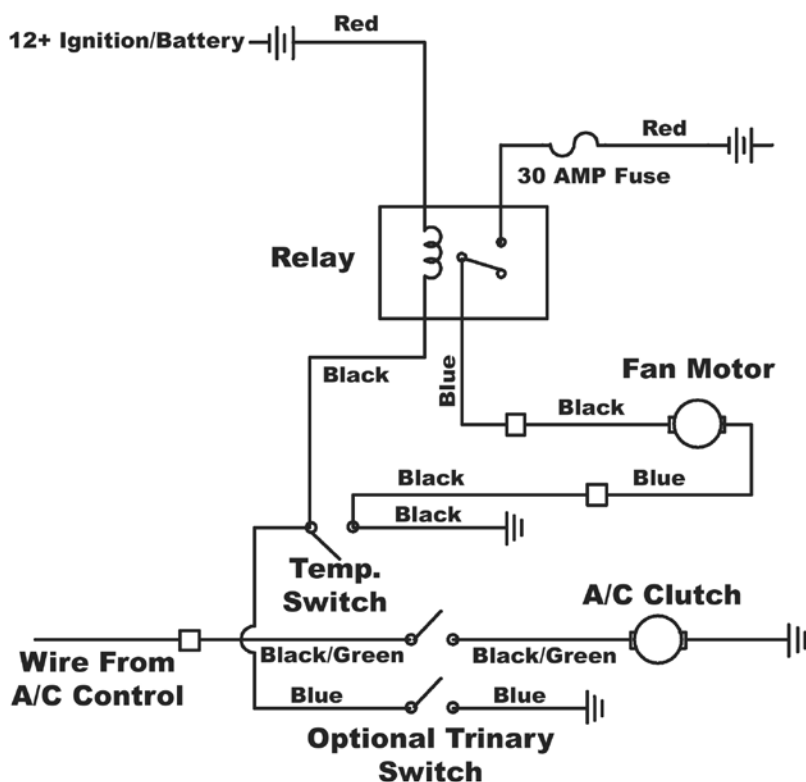 Red
12+ Ignition/Battery
Red
30 AMP Fuse
Relay
Black
Blue
Fan Motor
Black
Black
Blue
Black
Temp.
Switch
A/C Clutch
Wire From
A/C Control
Black/Green
Black/Green
Blue
Blue
Optional Trinary
Switch